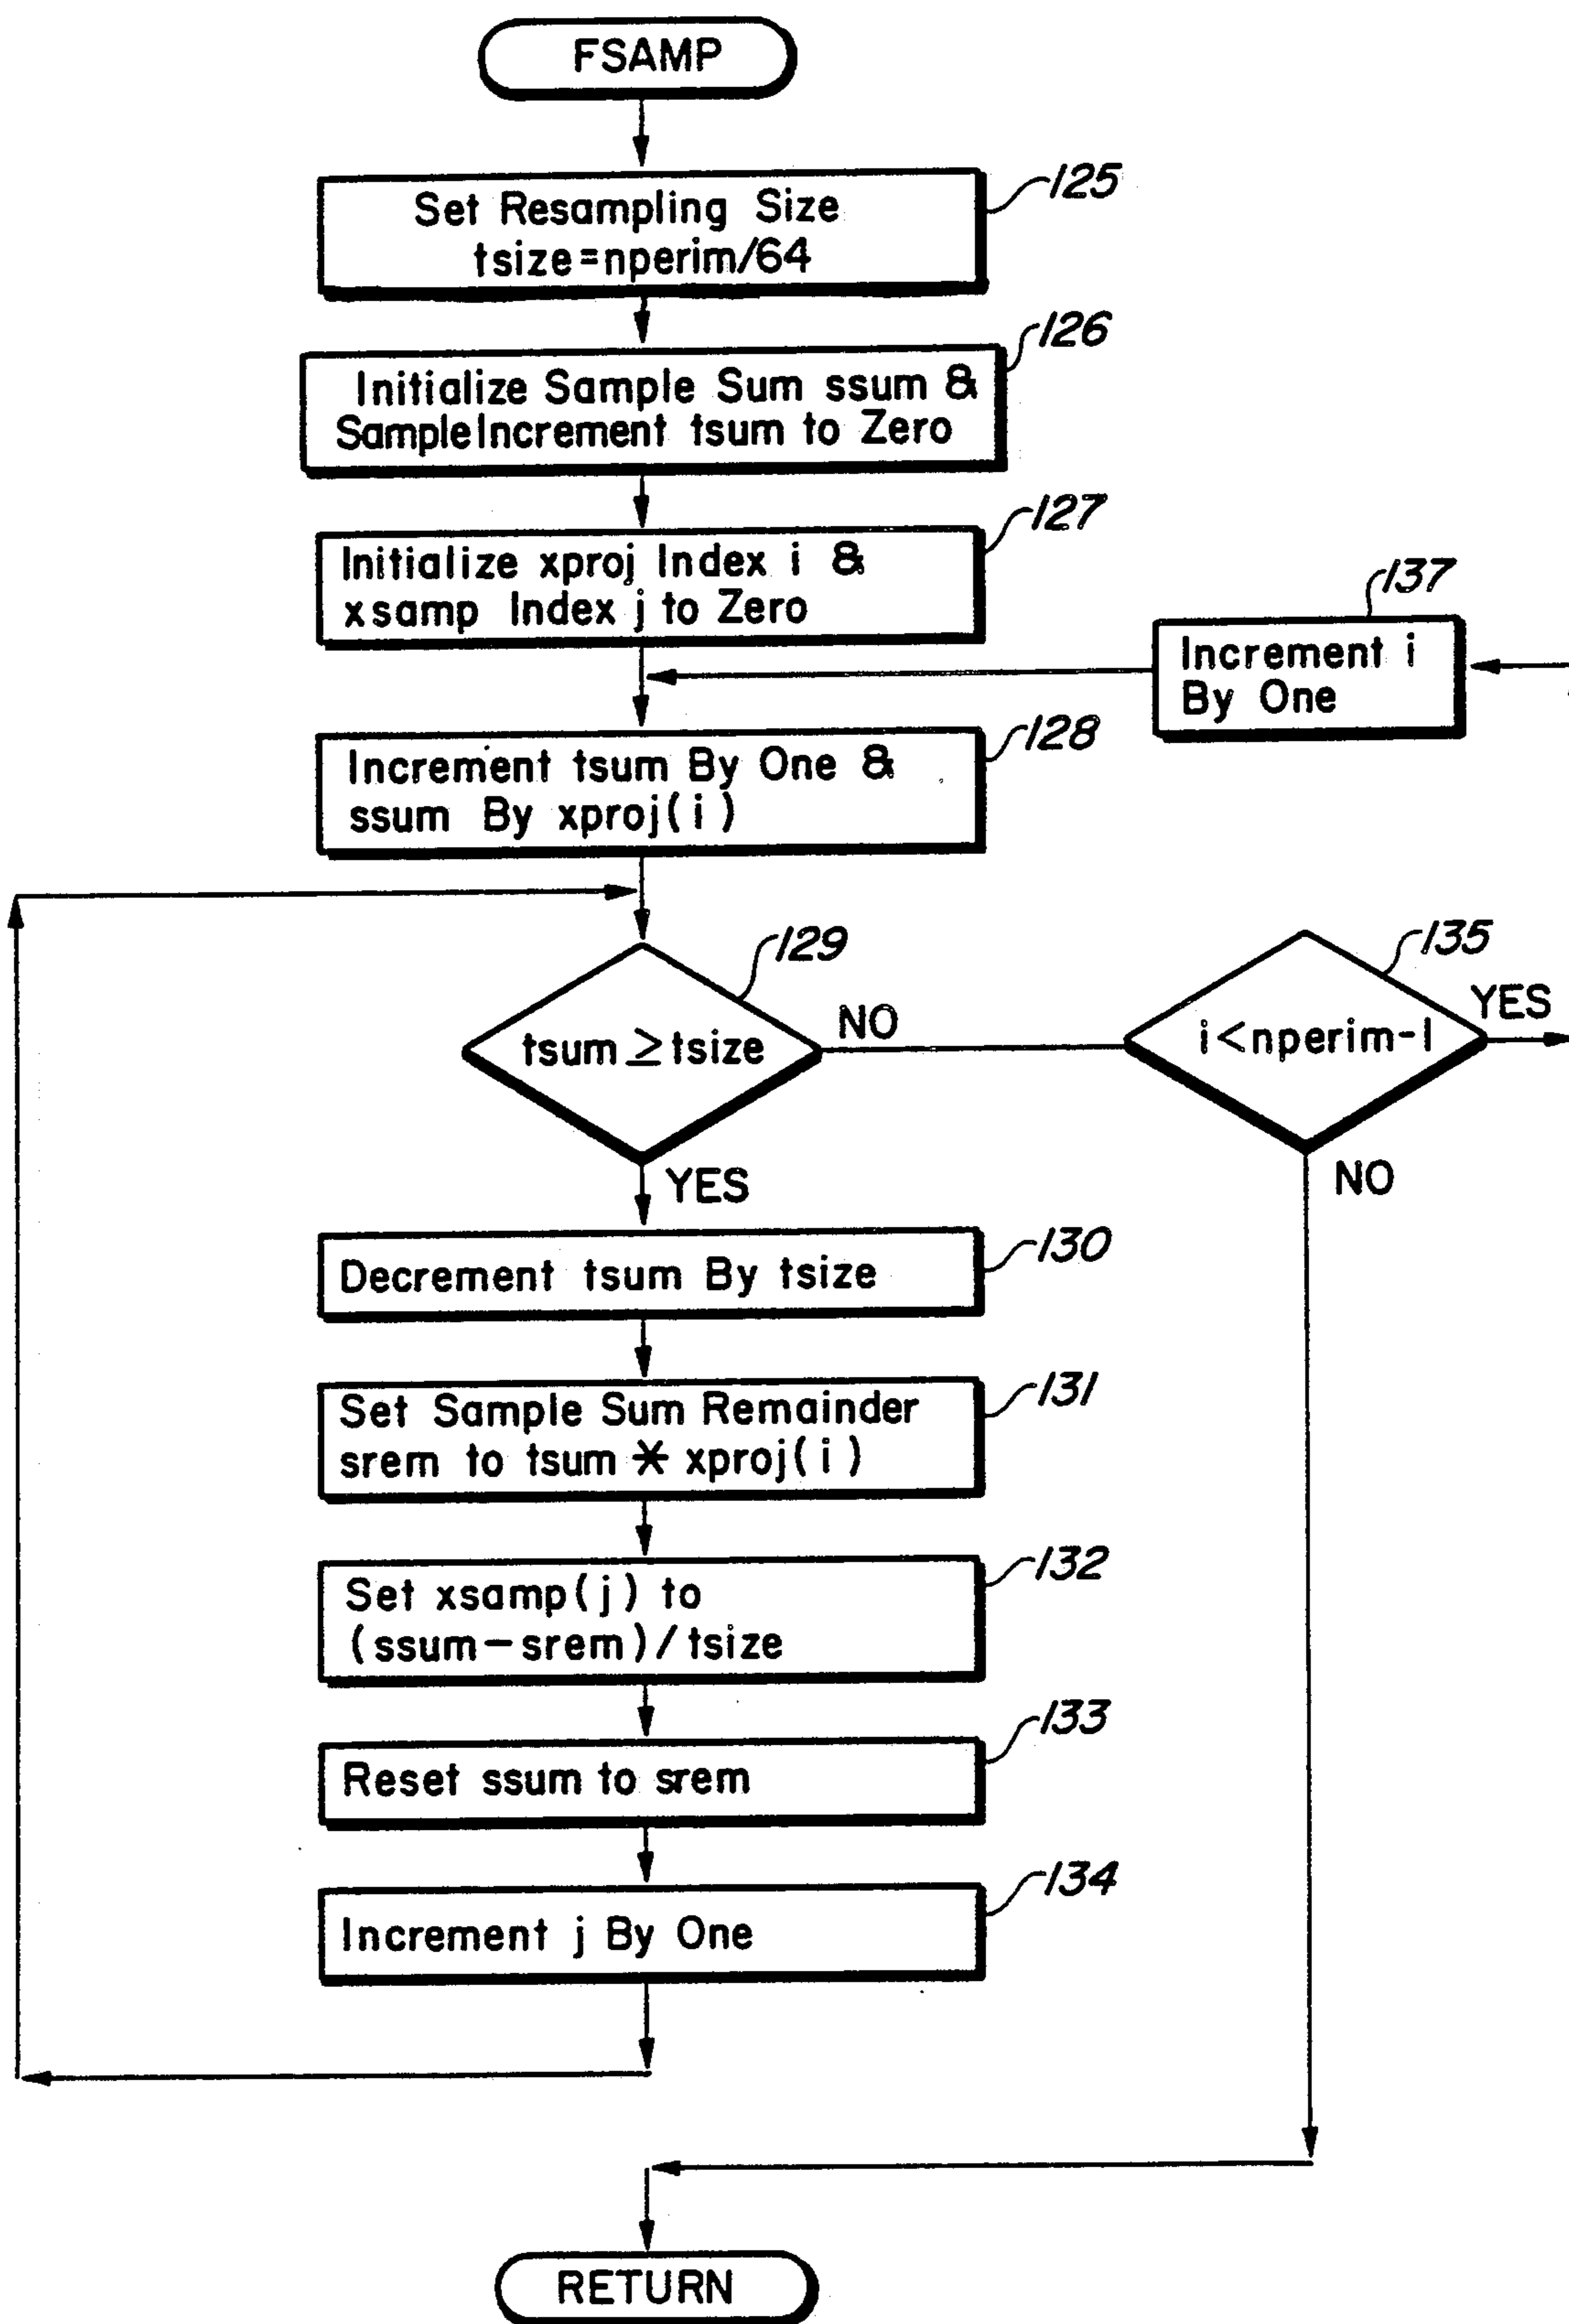 FSAMP
125
Set Resampling Size
tsize=nperim/64
126
Initialize Sample Sum ssum &
Sample Increment tsum to Zero
127
Initialize xproj Index i &
xsamp Index j to Zero
137
Increment i
By One
128
Increment tsum By One &
ssum By xproj(i)
129
tsum ≥ tsize
NO
135
i<nperim-1
YES
YES
NO
130
Decrement tsum By tsize
131
Set Sample Sum Remainder
srem to tsum * xproj(i)
132
Set xsamp(j) to
(ssum-srem)/tsize
133
Reset ssum to srem
134
Increment j By One
RETURN